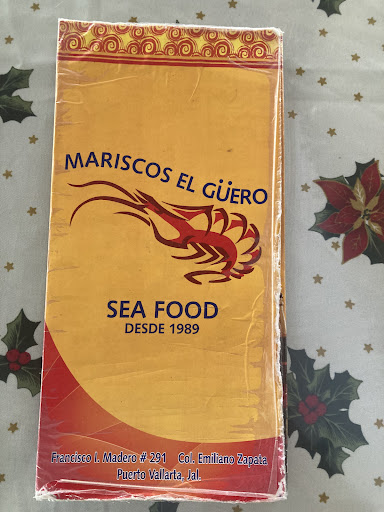 MARISCOS EL GÜERO
SEA FOOD
DESDE 1989
Francisco I. Madero # 291 Col. Emiliano Zapata
Puerto Vallarta, Jal.